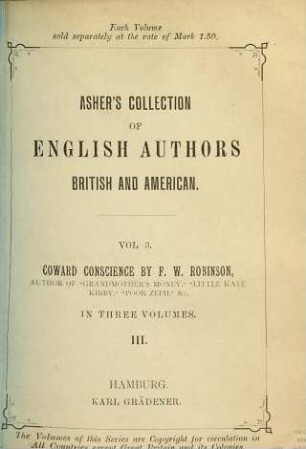 Each Volume
sold separately at the rate of Mark 1.50.
ASHER'S COLLECTION
OF
ENGLISH AUTHORS
BRITISH AND AMERICAN.
VOL 3.
COWARD CONSCIENCE BY F. W. ROBINSON,
AUTHOR OF "GRANDMOTHER'S MONEY," "LITTLE KATE
KIRBY," "POOR ZEPH," &c.
IN THREE VOLUMES.
III.
HAMBURG.
KARL GRÄDENER.
The Volumes of this Series are Copyright for circulation in
All Countries except Great Britain and its Colonies.